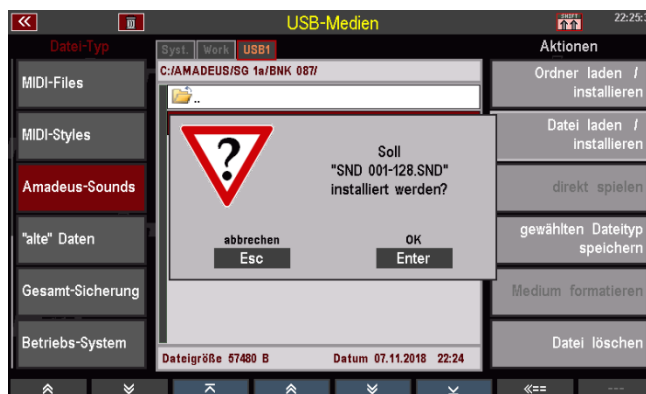 USB-Medien
SHIFT
22:25:
Datei-Typ
Syst. Work USB1
Aktionen
C:/AMADEUS/SG 1a/BNK 087/
..
MIDI-Files
MIDI-Styles
Amadeus-Sounds
"alte" Daten
Gesamt-Sicherung
Betriebs-System
Soll
"SND 001-128.SND"
installiert werden?
abbrechen
Esc
OK
Enter
Dateigröße 57480 B
Datum 07.11.2018 22:24
Ordner laden /
installieren
Datei laden /
installieren
direkt spielen
gewählten Dateityp
speichern
Medium formatieren
Datei löschen
«==
---